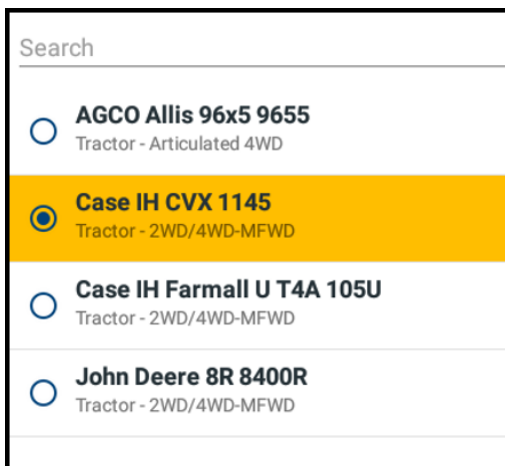 Search
AGCO Allis 96x5 9655
Tractor - Articulated 4WD
Case IH CVX 1145
Tractor - 2WD/4WD-MFWD
Case IH Farmall U T4A 105U
Tractor - 2WD/4WD-MFWD
John Deere 8R 8400R
Tractor - 2WD/4WD-MFWD